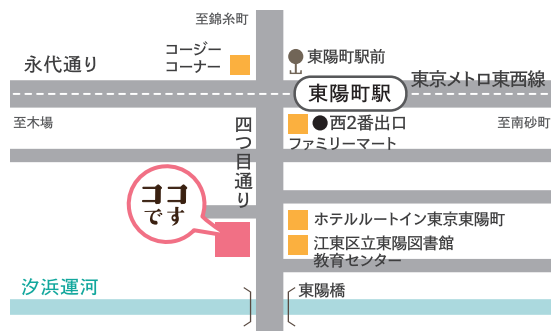 至錦糸町
コージー
コーナー
東陽町駅前
永代通り
東京メトロ東西線
東陽町駅
至木場
西2番出口
至南砂町
ファミリーマート
四つ目通り
ココ
です
ホテルルートイン東京東陽町
江東区立東陽図書館
教育センター
汐浜運河
東陽橋